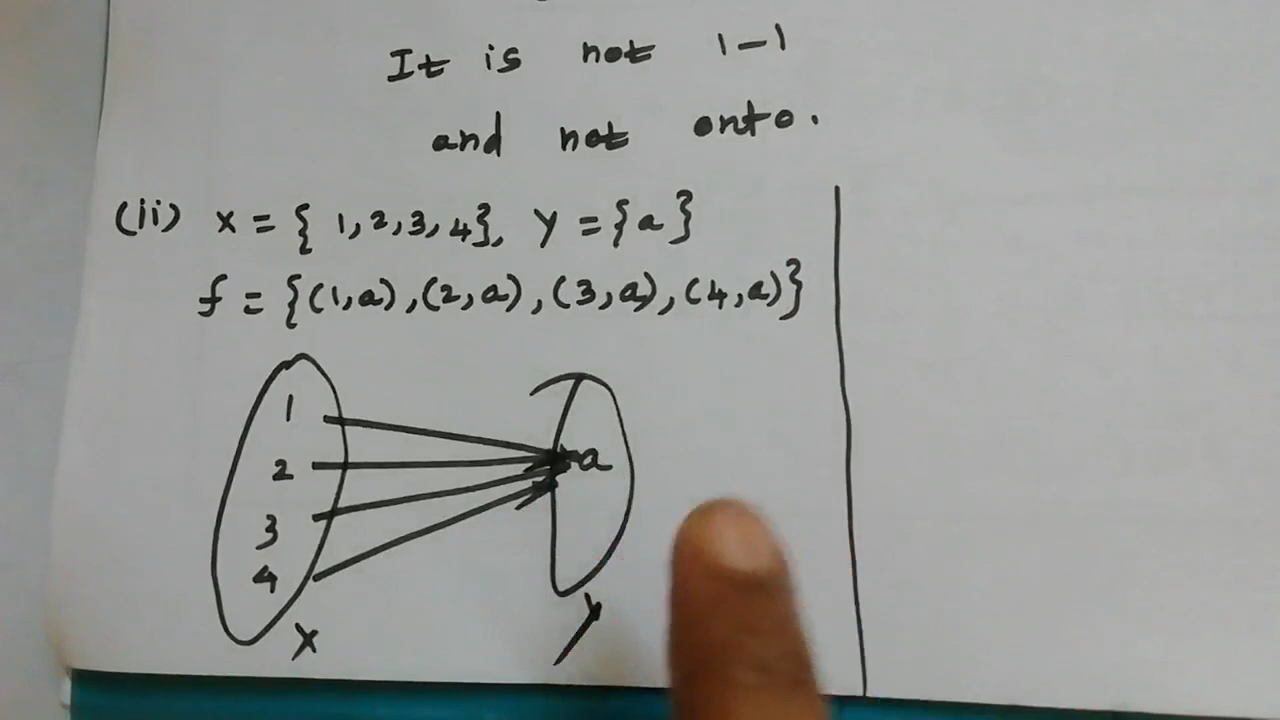 It is not 1-1
and not onto.
(ii) x = { 1,2,3,4}, y = {a}
f = {(1,a),(2,a),(3,a),(4,a)}
1
2
3
4
a
x
y